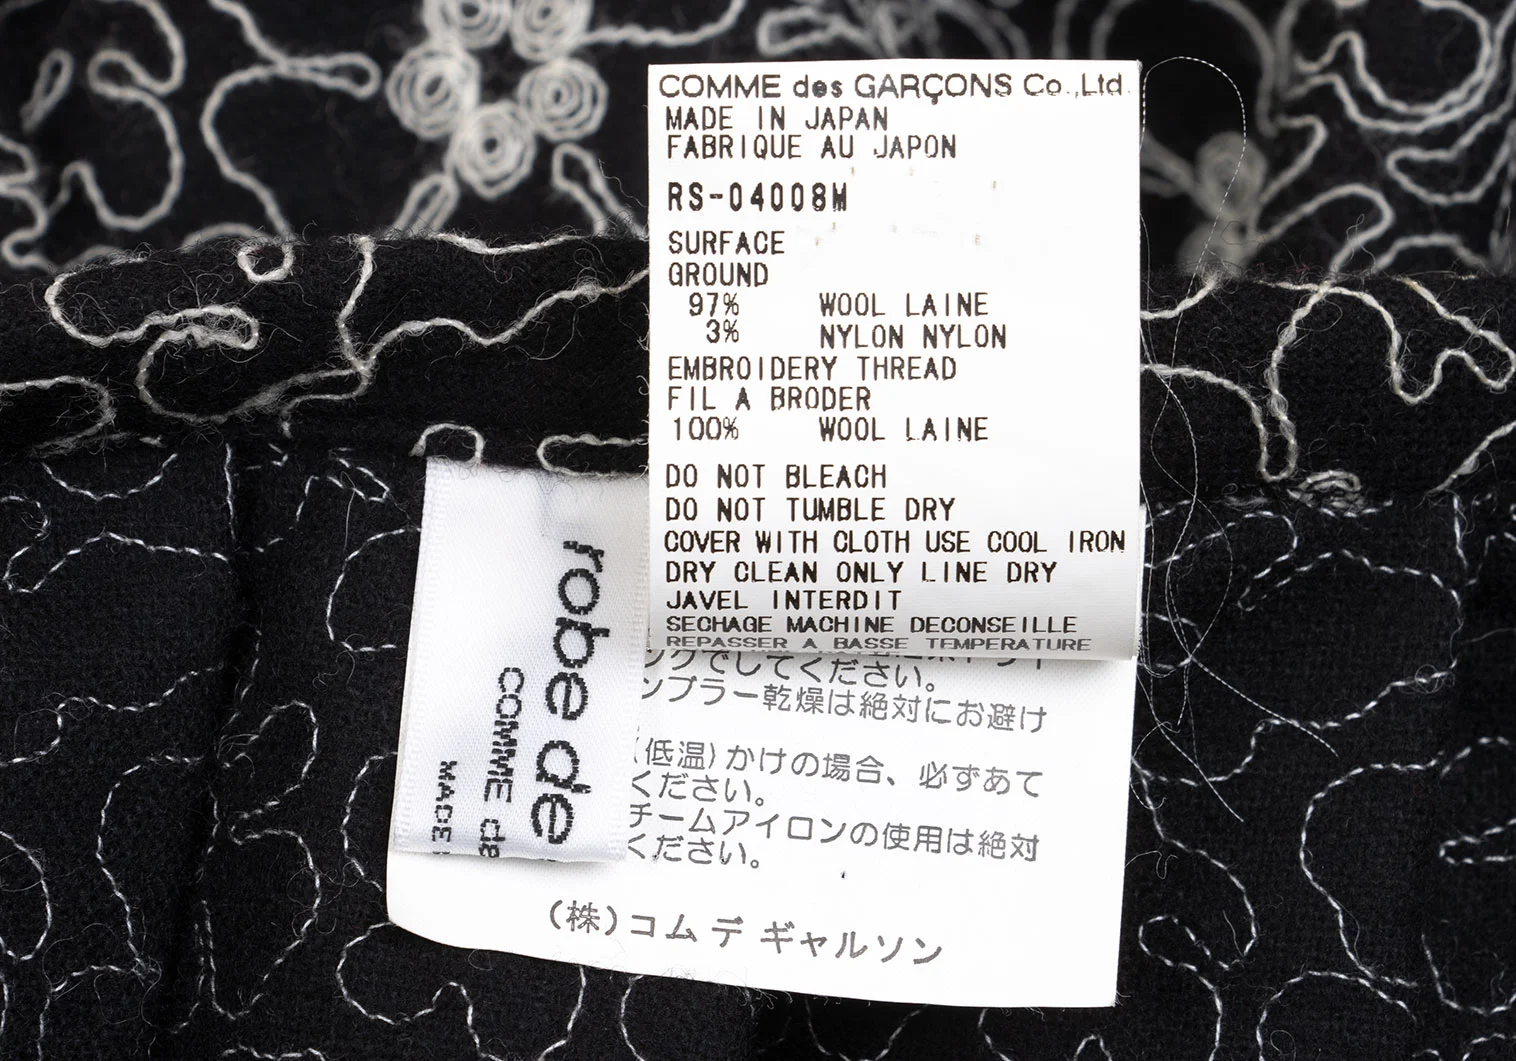 COMME des GARÇONS Co.,Ltd.
MADE IN JAPAN
FABRIQUE AU JAPON
RS-04008M
SURFACE
GROUND
97% WOOL LAINE
3% NYLON NYLON
EMBROIDERY THREAD
FIL A BRODER
100% WOOL LAINE
DO NOT BLEACH
DO NOT TUMBLE DRY
COVER WITH CLOTH USE COOL IRON
DRY CLEAN ONLY LINE DRY
JAVEL INTERDIT
SECHAGE MACHINE DECONSEILLE
REPASSER A BASSE TEMPERATURE
ングでしてください。
ンブラー乾燥は絶対にお避け
(低温)かけの場合、必ずあて
ください。
チームアイロンの使用は絶対
ください。
(株)コムデギャルソン
robe de
COMME de
MADE